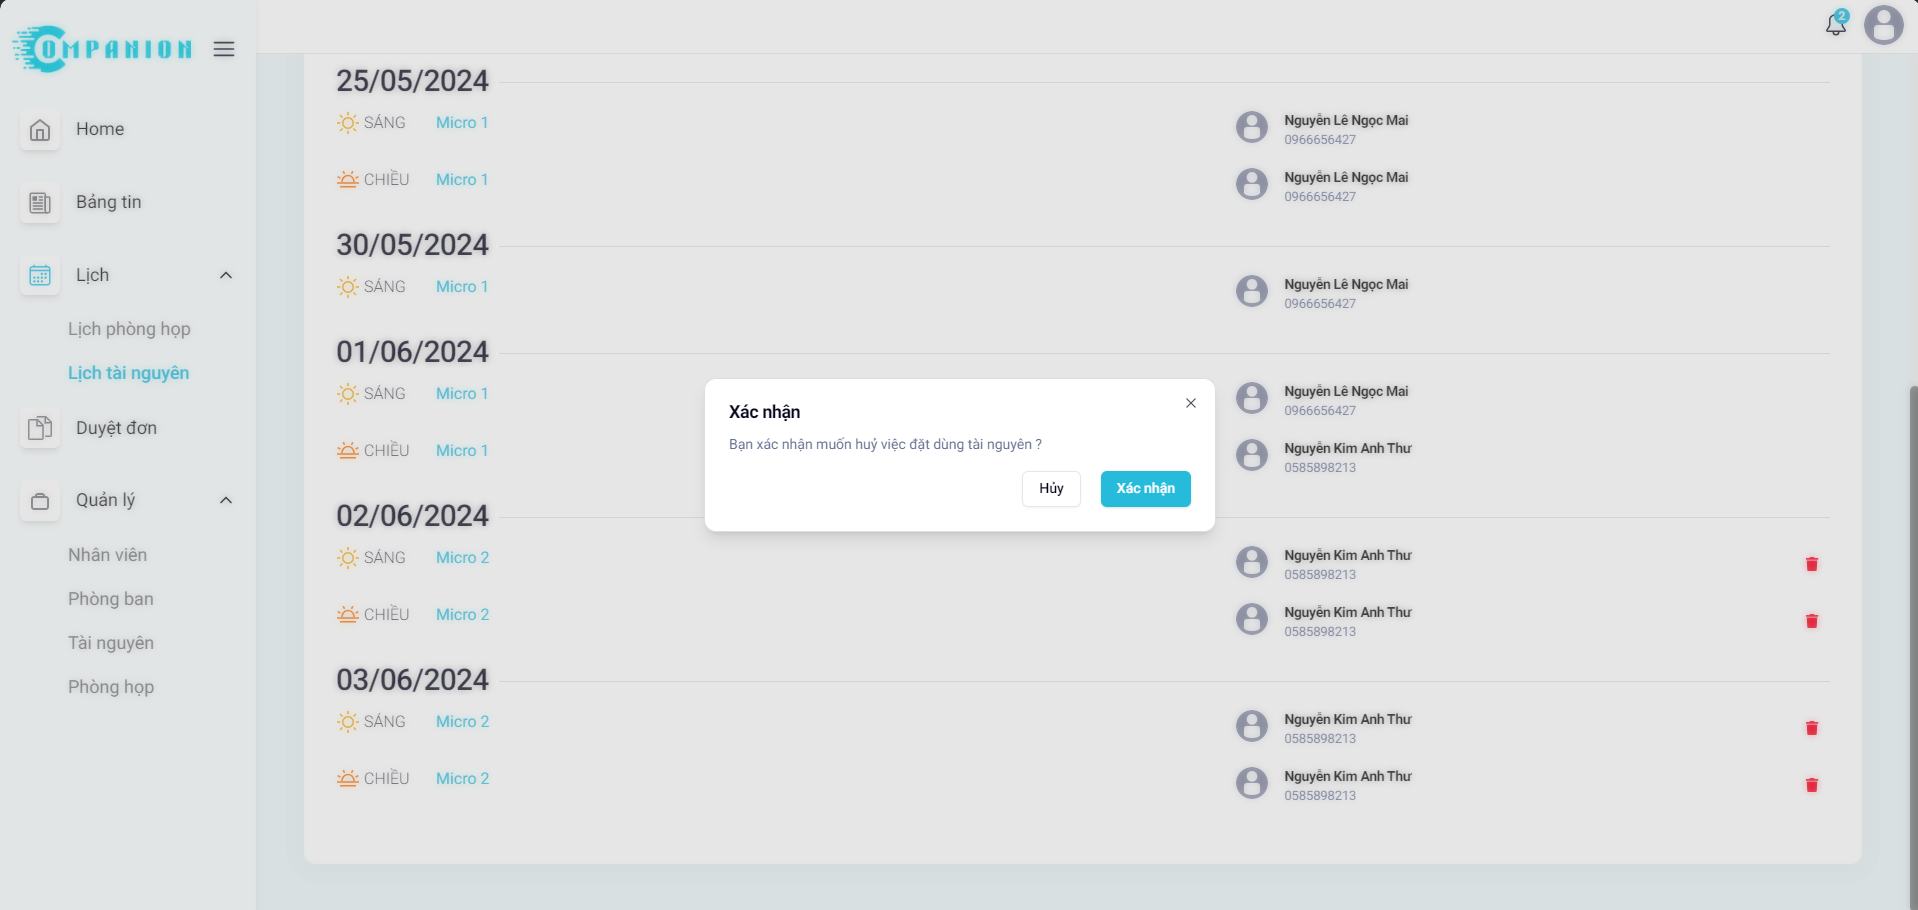 COMPANION
2
Home
Bảng tin
Lịch
Lịch phòng họp
Lịch tài nguyên
Duyệt đơn
Quản lý
Nhân viên
Phòng ban
Tài nguyên
Phòng họp
25/05/2024
SÁNG Micro 1 Nguyễn Lê Ngọc Mai
0966656427
CHIỀU Micro 1 Nguyễn Lê Ngọc Mai
0966656427
30/05/2024
SÁNG Micro 1 Nguyễn Lê Ngọc Mai
0966656427
01/06/2024
SÁNG Micro 1 Nguyễn Lê Ngọc Mai
0966656427
CHIỀU Micro 1 Nguyễn Kim Anh Thư
0585898213
02/06/2024
SÁNG Micro 2 Nguyễn Kim Anh Thư
0585898213
CHIỀU Micro 2 Nguyễn Kim Anh Thư
0585898213
03/06/2024
SÁNG Micro 2 Nguyễn Kim Anh Thư
0585898213
CHIỀU Micro 2 Nguyễn Kim Anh Thư
0585898213
Xác nhận
Bạn xác nhận muốn huỷ việc đặt dùng tài nguyên ?
Hủy Xác nhận